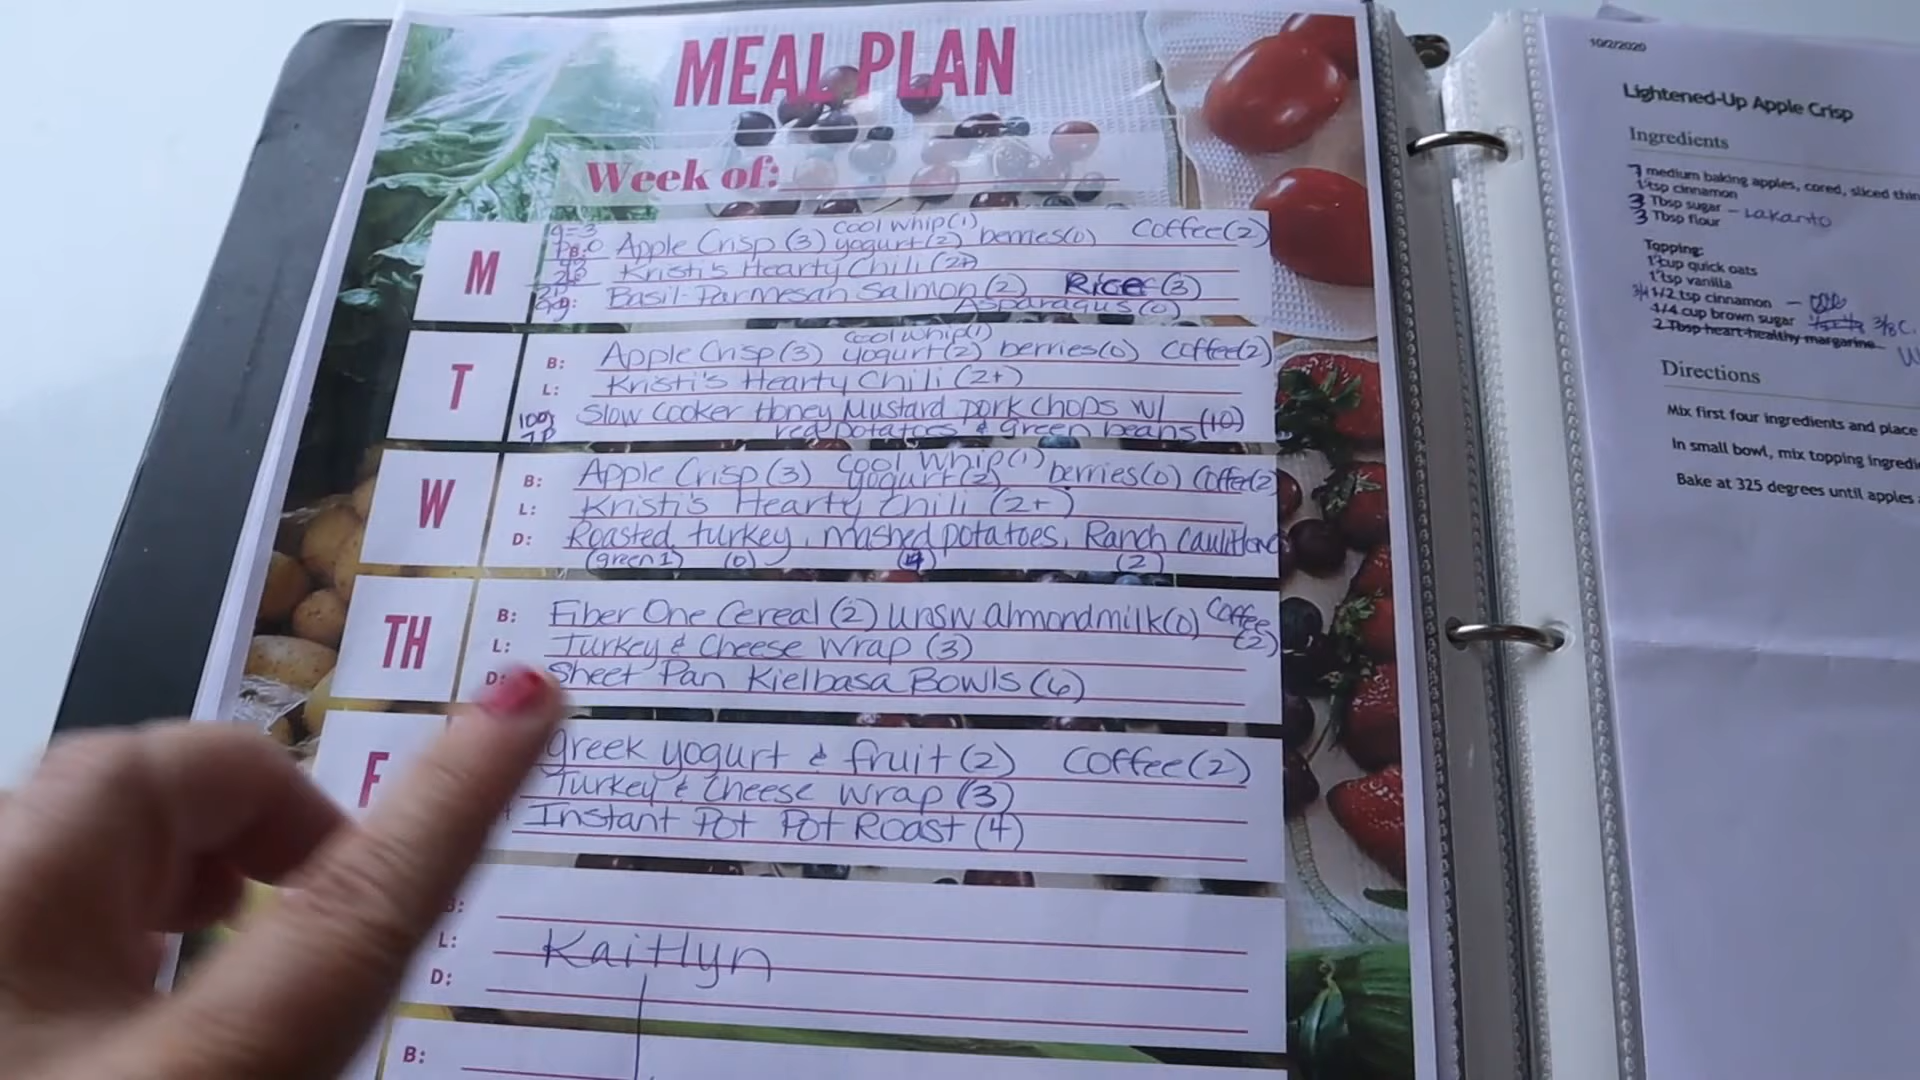 MEAL PLAN
Week of:
M
Cool Whip (1)
B: Apple Crisp (3) yogurt (2) berries (0) Coffee (2)
Kristi's Hearty Chili (2+)
Basil-Parmesan Salmon (2) Rice (3)
Asparagus (0)
T
Cool Whip (1)
B: Apple Crisp (3) yogurt (2) berries (0) Coffee (2)
L: Kristi's Hearty Chili (2+)
Slow Cooker Honey Mustard pork chops w/
red potatoes & green beans (10)
W
B: Apple Crisp (3) Cool Whip (1) berries (0) Coffee (2
yogurt (2)
L: Kristi's Hearty Chili (2+)
D: Roasted turkey, mashed potatoes, Ranch cauliflower
(green 1) (0) (4) (2)
TH
B: Fiber One Cereal (2) unsw almondmilk (0) Coffee
(2)
L: Turkey & Cheese Wrap (3)
D: Sheet Pan Kielbasa Bowls (6)
F
greek yogurt & fruit (2) Coffee (2)
Turkey & Cheese Wrap (3)
Instant Pot Pot Roast (4)
B:
L: Kaitlyn
D:
B:
10/2/2020
Lightened-Up Apple Crisp
Ingredients
7 medium baking apples, cored, sliced thin
1 tsp cinnamon
3 Tbsp sugar - Lakanto
3 Tbsp flour
Topping:
1 cup quick oats
1 tsp vanilla
3/4 1/2 tsp cinnamon -
1/4 cup brown sugar 3/8 C.
2 Tbsp heart-healthy margarine
Directions
Mix first four ingredients and place
In small bowl, mix topping
Bake at 325 degrees until apples